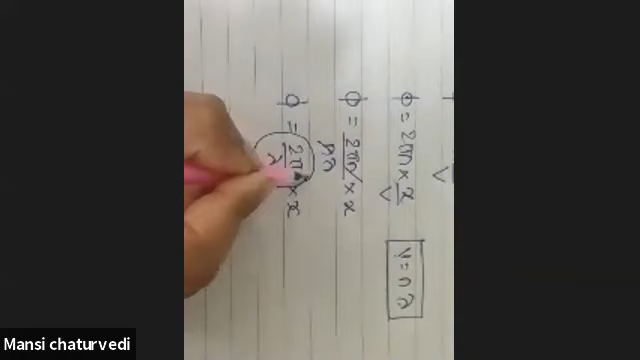 φ = 2πn × x/v
v = nλ
φ = 2πn/nλ × x
φ = 2π/λ × x
Mansi chaturvedi